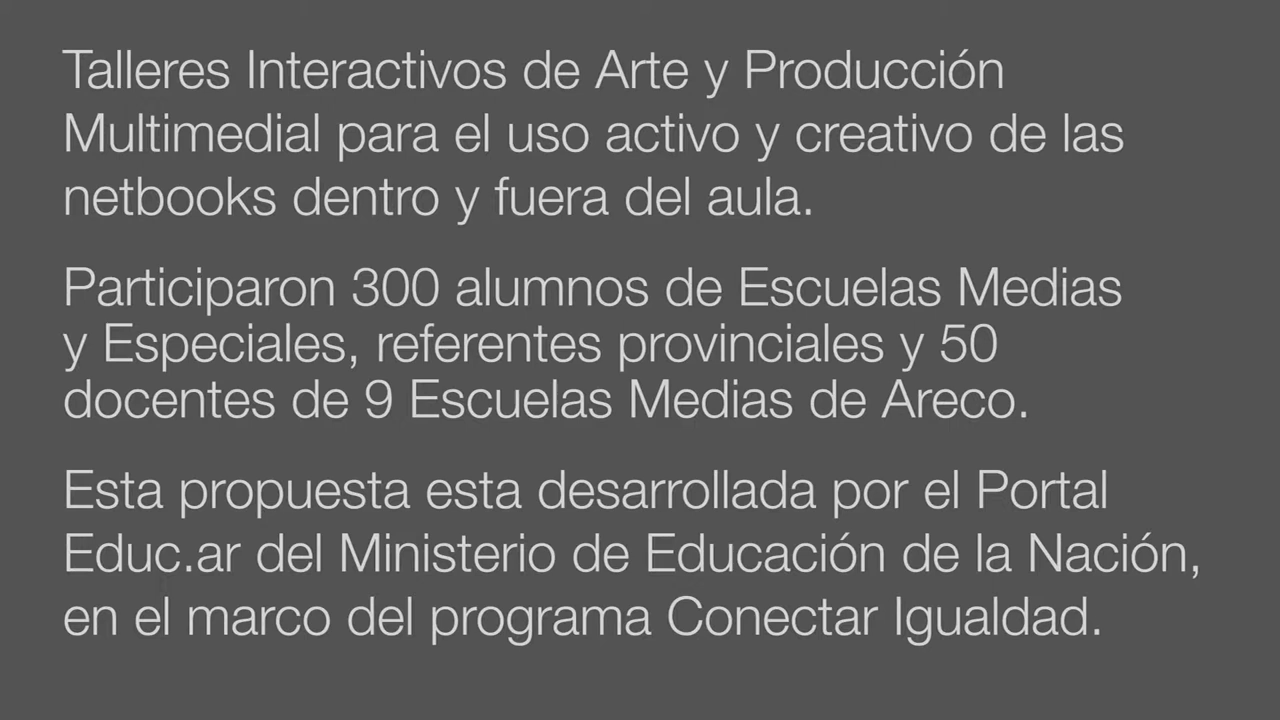 Talleres Interactivos de Arte y Producción
Multimedial para el uso activo y creativo de las
netbooks dentro y fuera del aula.
Participaron 300 alumnos de Escuelas Medias
y Especiales, referentes provinciales y 50
docentes de 9 Escuelas Medias de Areco.
Esta propuesta esta desarrollada por el Portal
Educ.ar del Ministerio de Educación de la Nación,
en el marco del programa Conectar Igualdad.